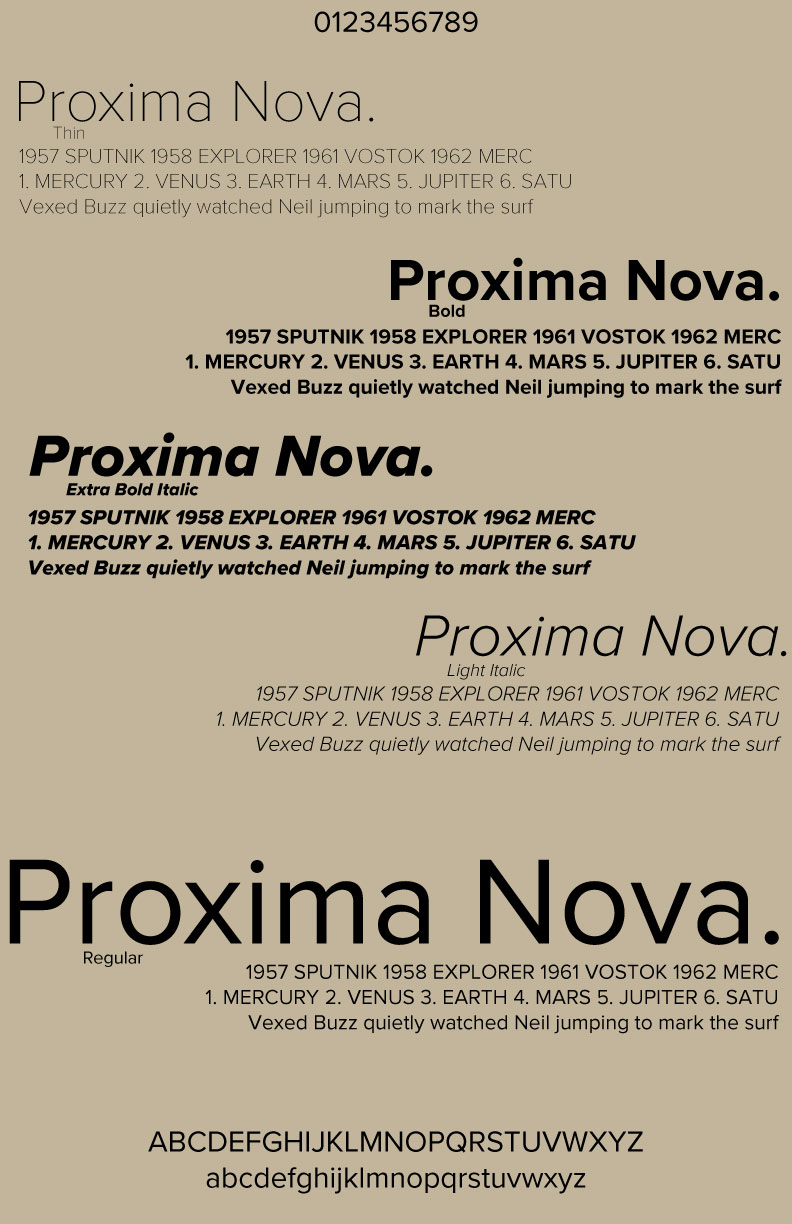 0123456789
Proxima Nova.
Thin
1957 SPUTNIK 1958 EXPLORER 1961 VOSTOK 1962 MERC
1. MERCURY 2. VENUS 3. EARTH 4. MARS 5. JUPITER 6. SATU
Vexed Buzz quietly watched Neil jumping to mark the surf
Proxima Nova.
Bold
1957 SPUTNIK 1958 EXPLORER 1961 VOSTOK 1962 MERC
1. MERCURY 2. VENUS 3. EARTH 4. MARS 5. JUPITER 6. SATU
Vexed Buzz quietly watched Neil jumping to mark the surf
Proxima Nova.
Extra Bold Italic
1957 SPUTNIK 1958 EXPLORER 1961 VOSTOK 1962 MERC
1. MERCURY 2. VENUS 3. EARTH 4. MARS 5. JUPITER 6. SATU
Vexed Buzz quietly watched Neil jumping to mark the surf
Proxima Nova.
Light Italic
1957 SPUTNIK 1958 EXPLORER 1961 VOSTOK 1962 MERC
1. MERCURY 2. VENUS 3. EARTH 4. MARS 5. JUPITER 6. SATU
Vexed Buzz quietly watched Neil jumping to mark the surf
Proxima Nova.
Regular
1957 SPUTNIK 1958 EXPLORER 1961 VOSTOK 1962 MERC
1. MERCURY 2. VENUS 3. EARTH 4. MARS 5. JUPITER 6. SATU
Vexed Buzz quietly watched Neil jumping to mark the surf
ABCDEFGHIJKLMNOPQRSTUVWXYZ
abcdefghijklmnopqrstuvwxyz